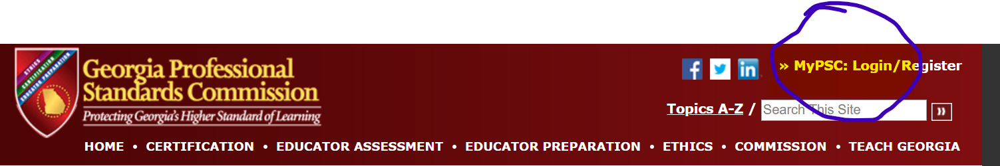 ETHICS
CERTIFICATION
EDUCATOR PREPARATION
Georgia Professional
Standards Commission
Protecting Georgia's Higher Standard of Learning
f in » MyPSC: Login/Register
Topics A-Z / Search This Site »
HOME • CERTIFICATION • EDUCATOR ASSESSMENT • EDUCATOR PREPARATION • ETHICS • COMMISSION • TEACH GEORGIA